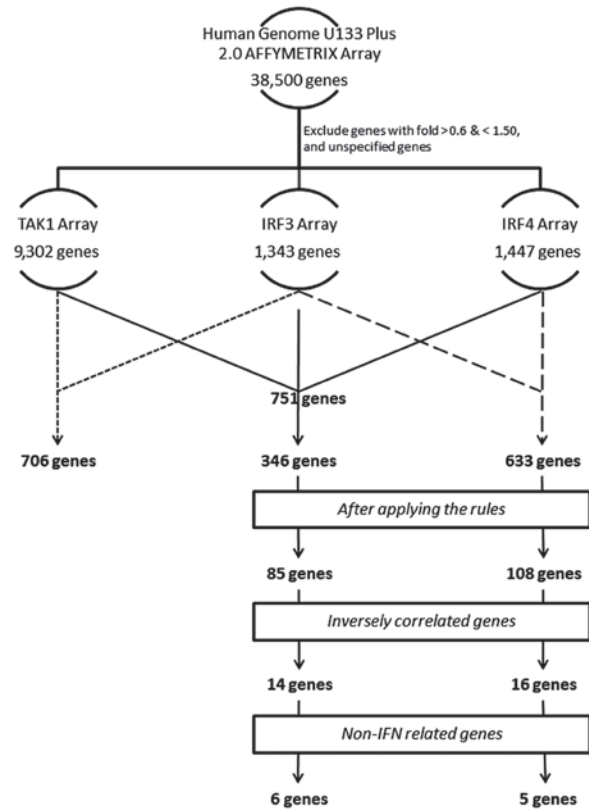 Human Genome U133 Plus
2.0 AFFYMETRIX Array
38,500 genes
Exclude genes with fold >0.6 & < 1.50,
and unspecified genes
TAK1 Array
9,302 genes
IRF3 Array
1,343 genes
IRF4 Array
1,447 genes
751 genes
706 genes
346 genes
633 genes
After applying the rules
85 genes
108 genes
Inversely correlated genes
14 genes
16 genes
Non-IFN related genes
6 genes
5 genes